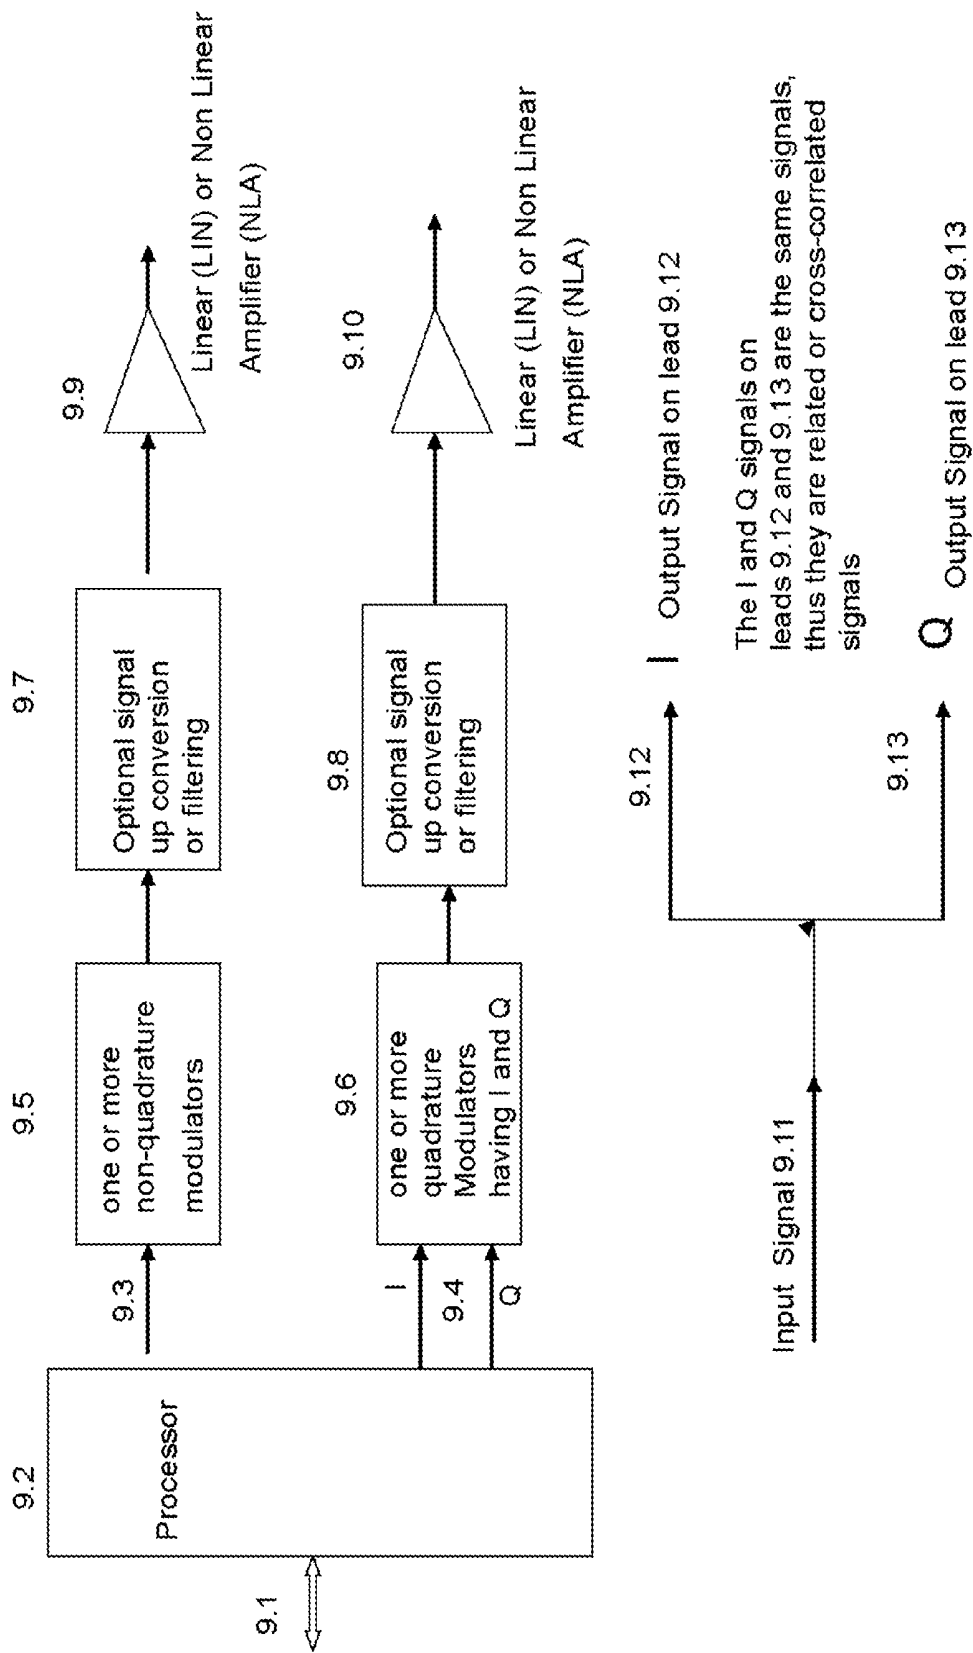 9.1
9.2
Processor
9.3
9.5
one or more
non-quadrature
modulators
9.7
Optional signal
up conversion
or filtering
9.9
Linear (LIN) or Non Linear
Amplifier (NLA)
I
9.4
Q
9.6
one or more
quadrature
Modulators
having I and Q
9.8
Optional signal
up conversion
or filtering
9.10
Linear (LIN) or Non Linear
Amplifier (NLA)
Input Signal 9.11
9.12
I
Output Signal on lead 9.12
The I and Q signals on
leads 9.12 and 9.13 are the same signals,
thus they are related or cross-correlated
signals
9.13
Q
Output Signal on lead 9.13